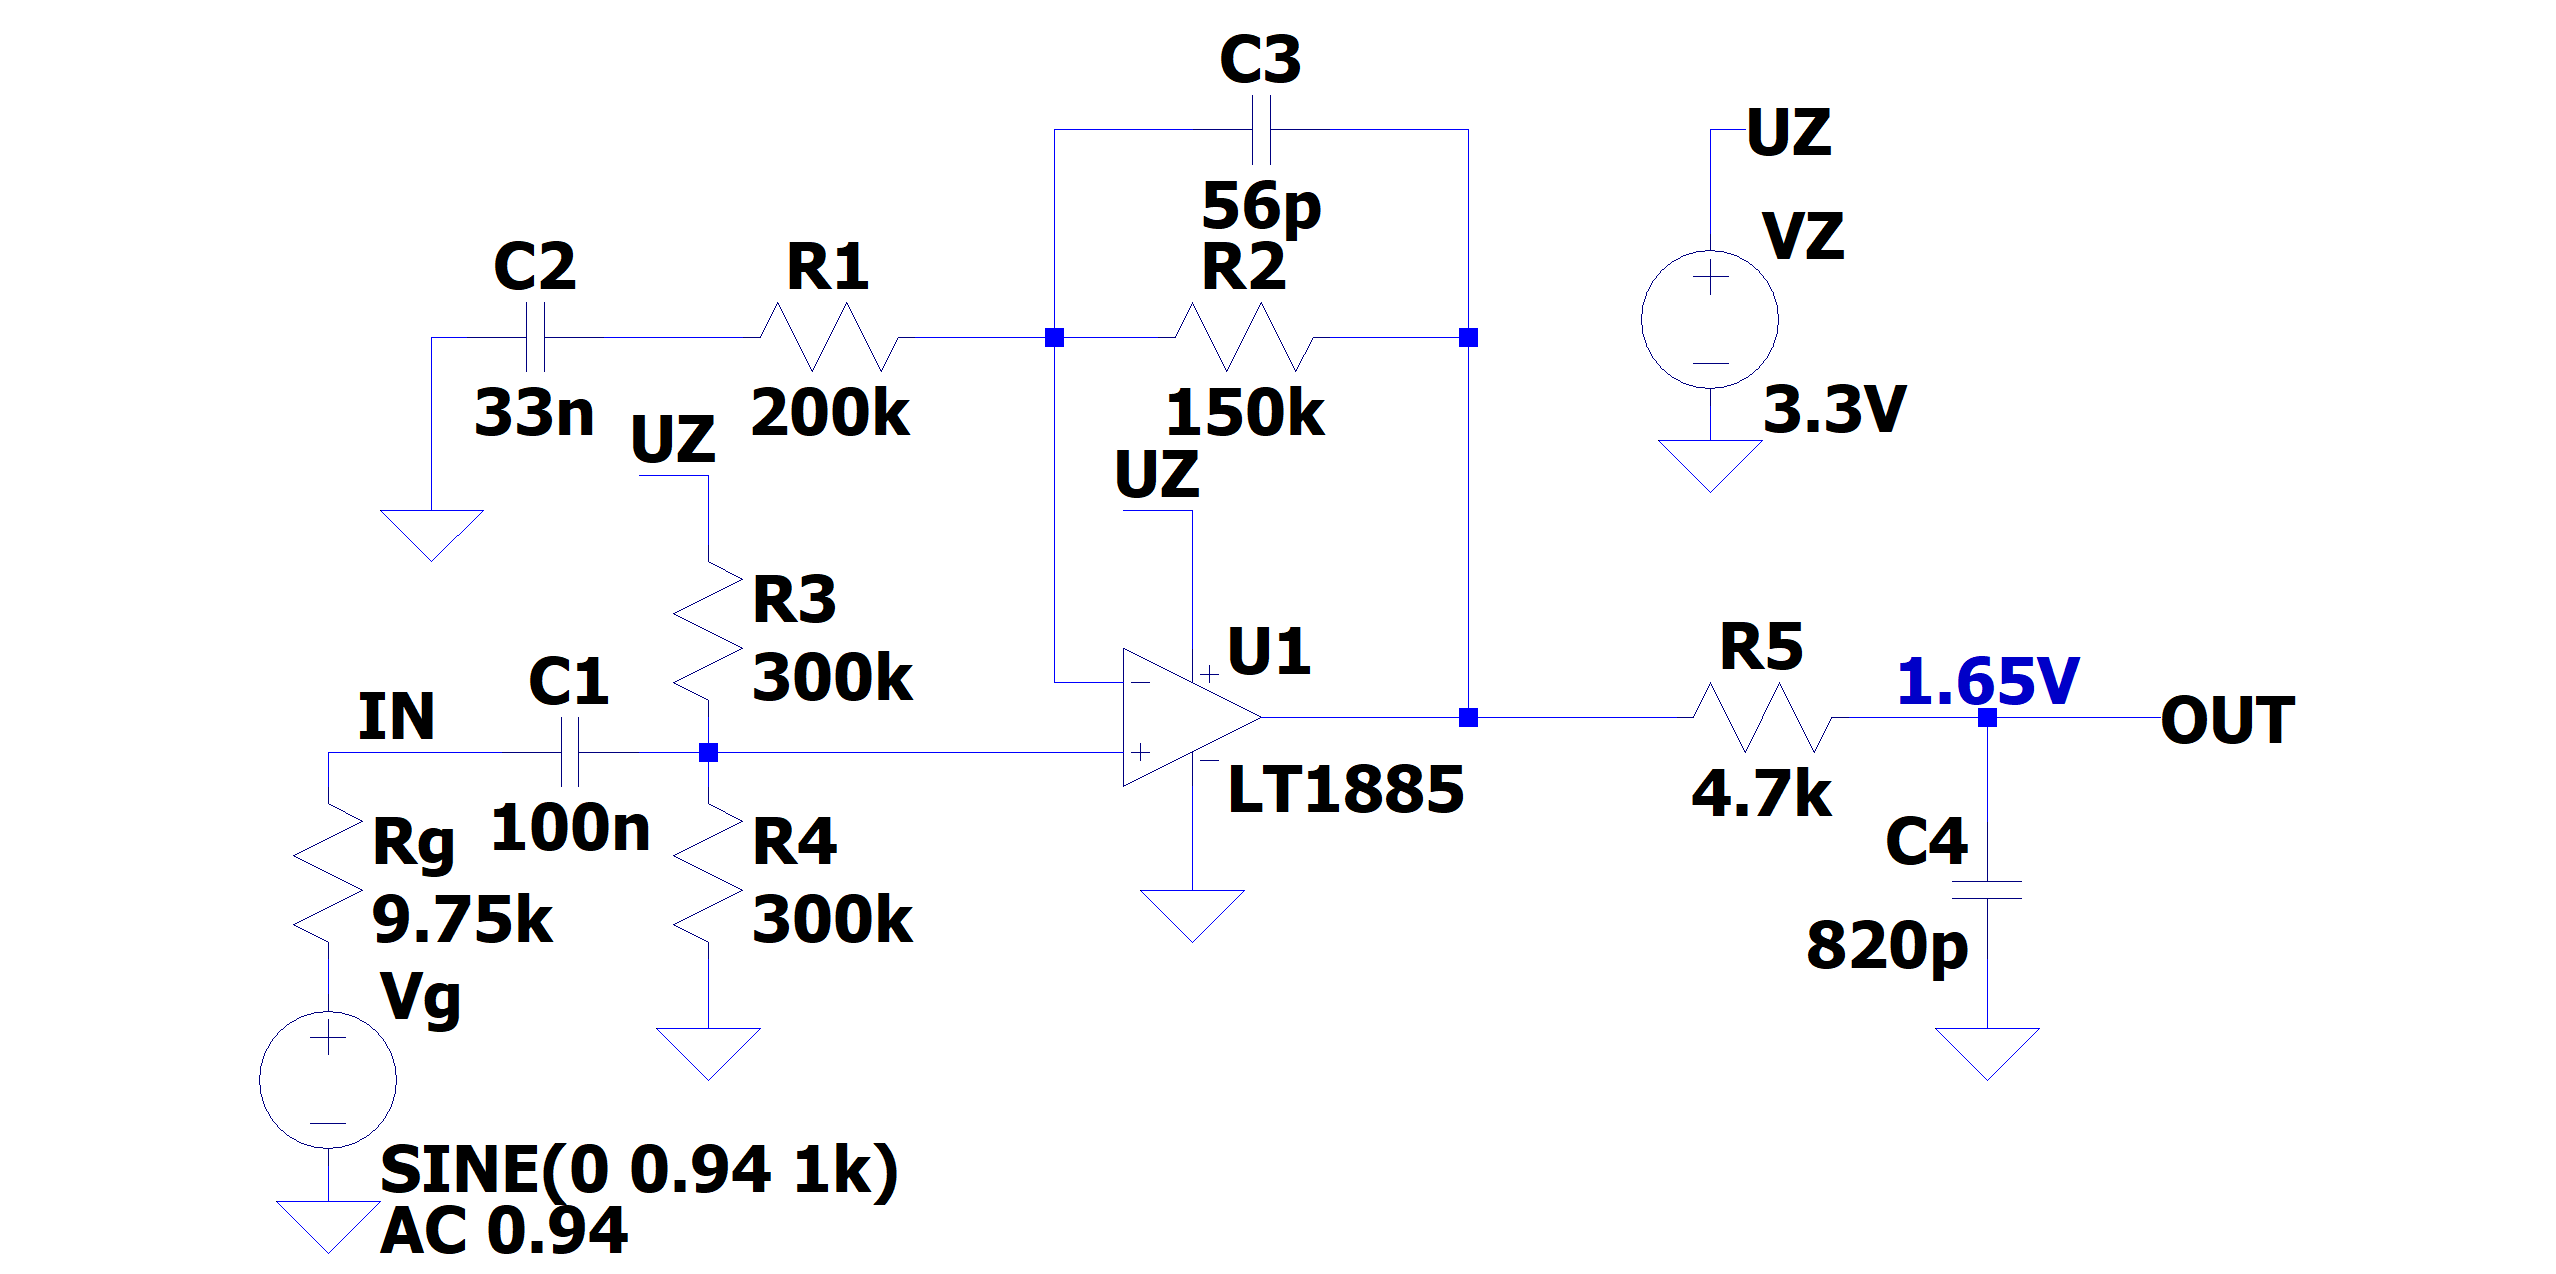 C3
56p
UZ
VZ
3.3V
C2
33n
R1
200k
R2
150k
UZ
UZ
R3
300k
C1
100n
IN
U1
LT1885
R5
4.7k
1.65V
OUT
Rg
9.75k
R4
300k
C4
820p
Vg
SINE(0 0.94 1k)
AC 0.94